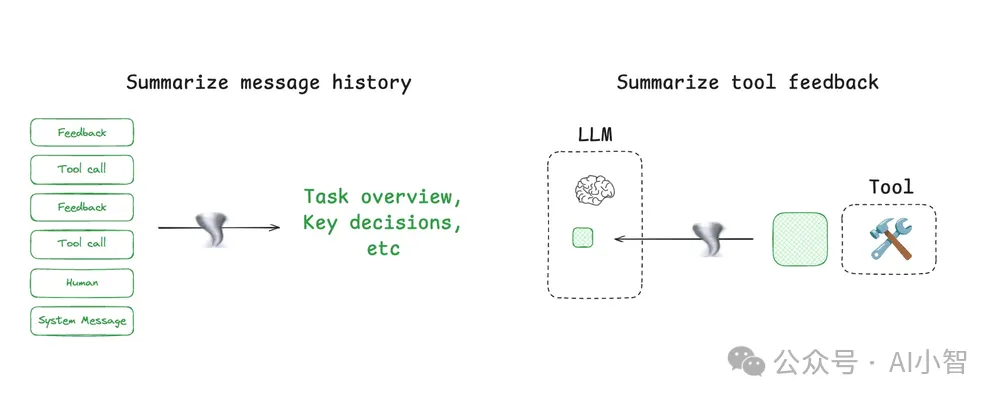 Summarize message history
Feedback
Tool call
Feedback
Tool call
Human
System Message
Task overview,
Key decisions,
etc
Summarize tool feedback
LLM
Tool
公众号 · AI小智